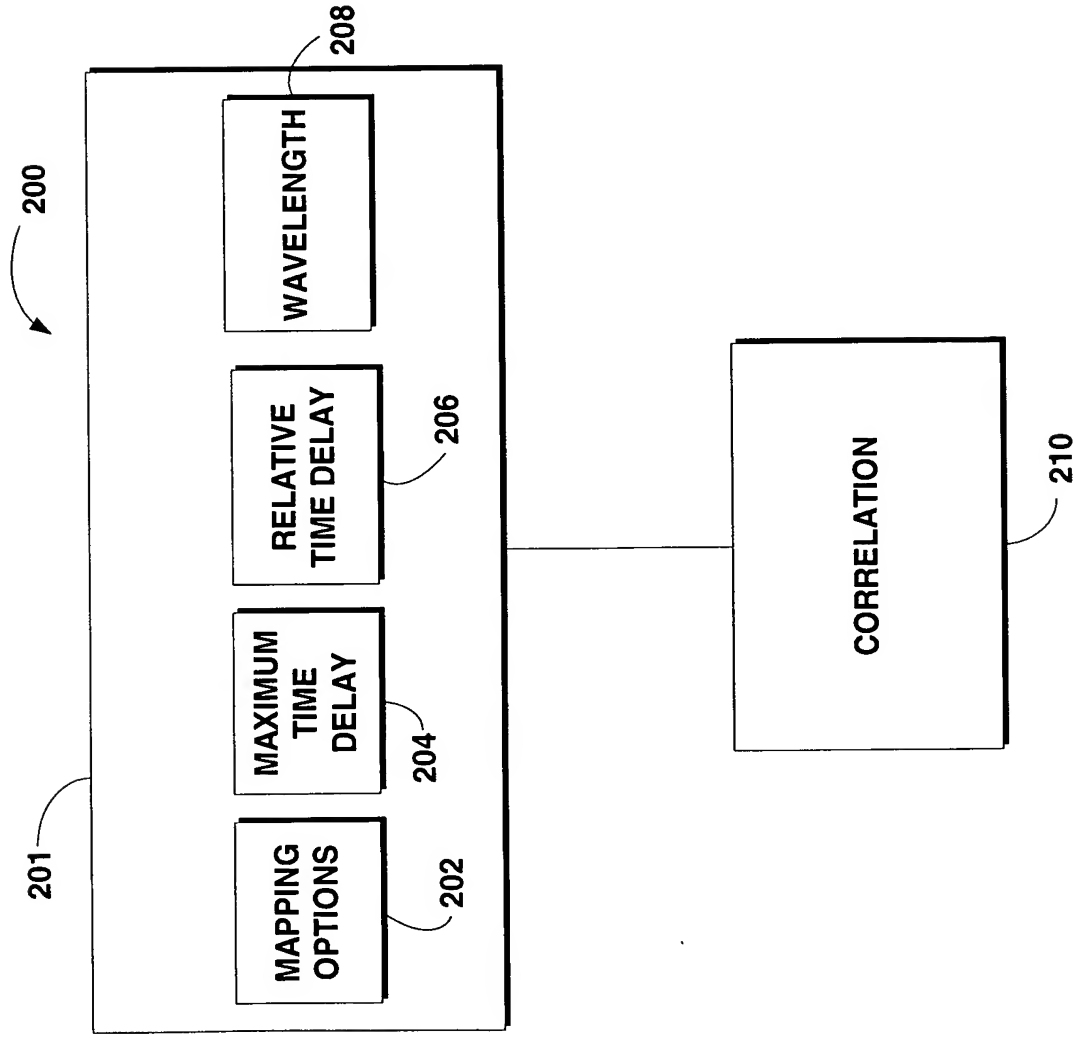 200
201
MAPPING
OPTIONS
202
MAXIMUM
TIME
DELAY
204
RELATIVE
TIME DELAY
206
WAVELENGTH
208
CORRELATION
210